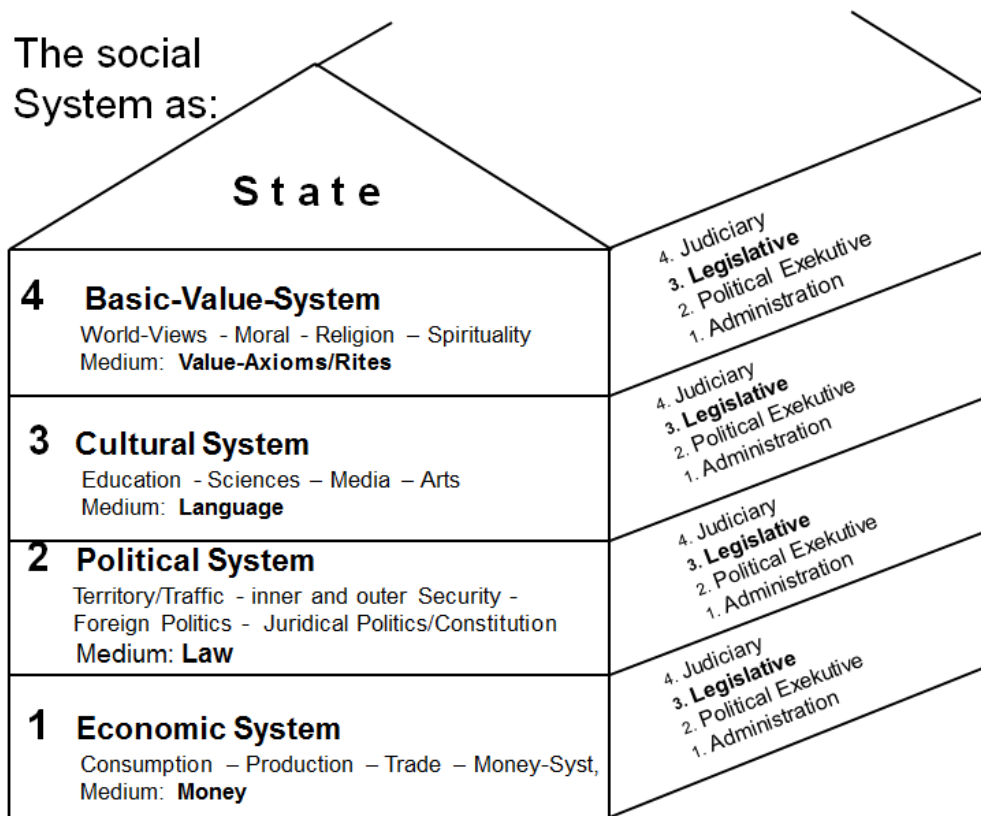 The social
System as:
State
4 Basic-Value-System
World-Views - Moral - Religion – Spirituality
Medium: Value-Axioms/Rites
4. Judiciary
3. Legislative
2. Political Exekutive
1. Administration
3 Cultural System
Education - Sciences – Media – Arts
Medium: Language
4. Judiciary
3. Legislative
2. Political Exekutive
1. Administration
2 Political System
Territory/Traffic - inner and outer Security -
Foreign Politics - Juridical Politics/Constitution
Medium: Law
4. Judiciary
3. Legislative
2. Political Exekutive
1. Administration
1 Economic System
Consumption – Production – Trade – Money-Syst,
Medium: Money
4. Judiciary
3. Legislative
2. Political Exekutive
1. Administration